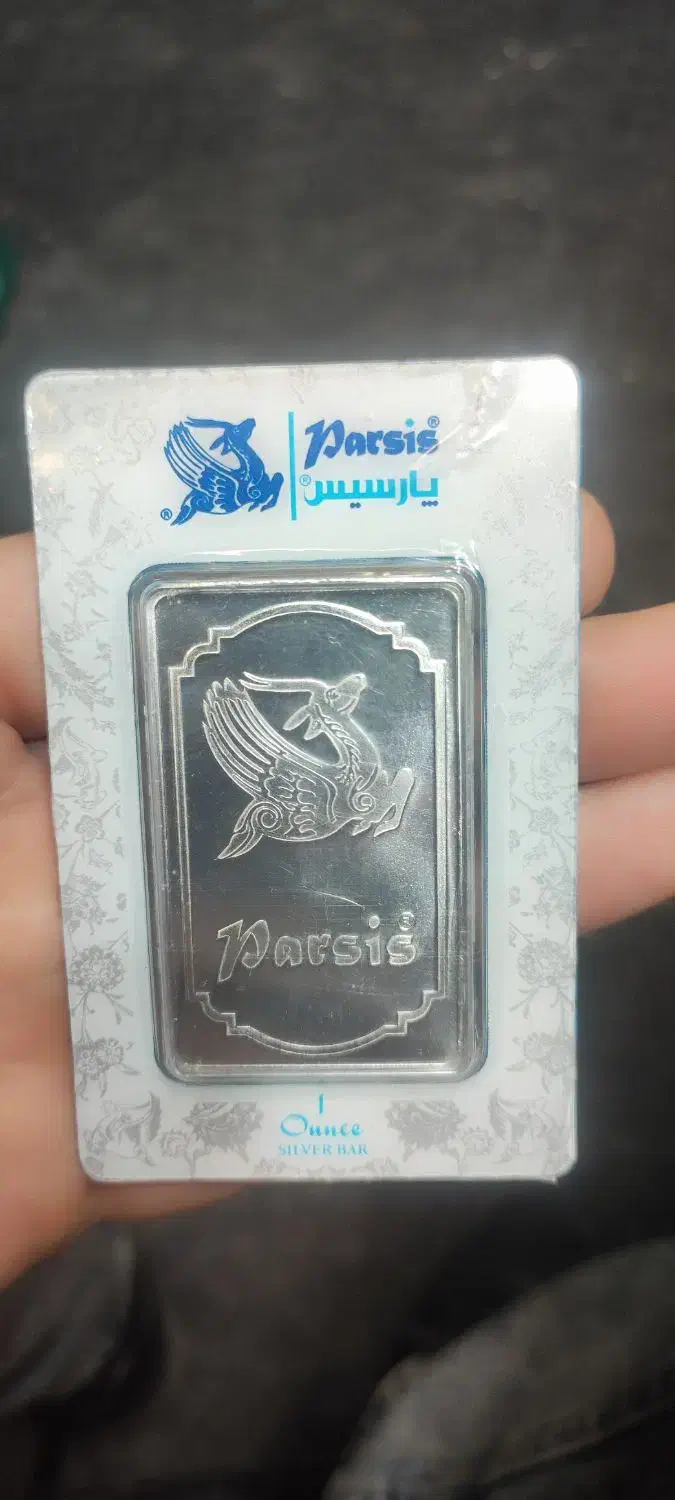 Parsis®
پارسیس®
®
Parsis®
1
Ounce
SILVER BAR